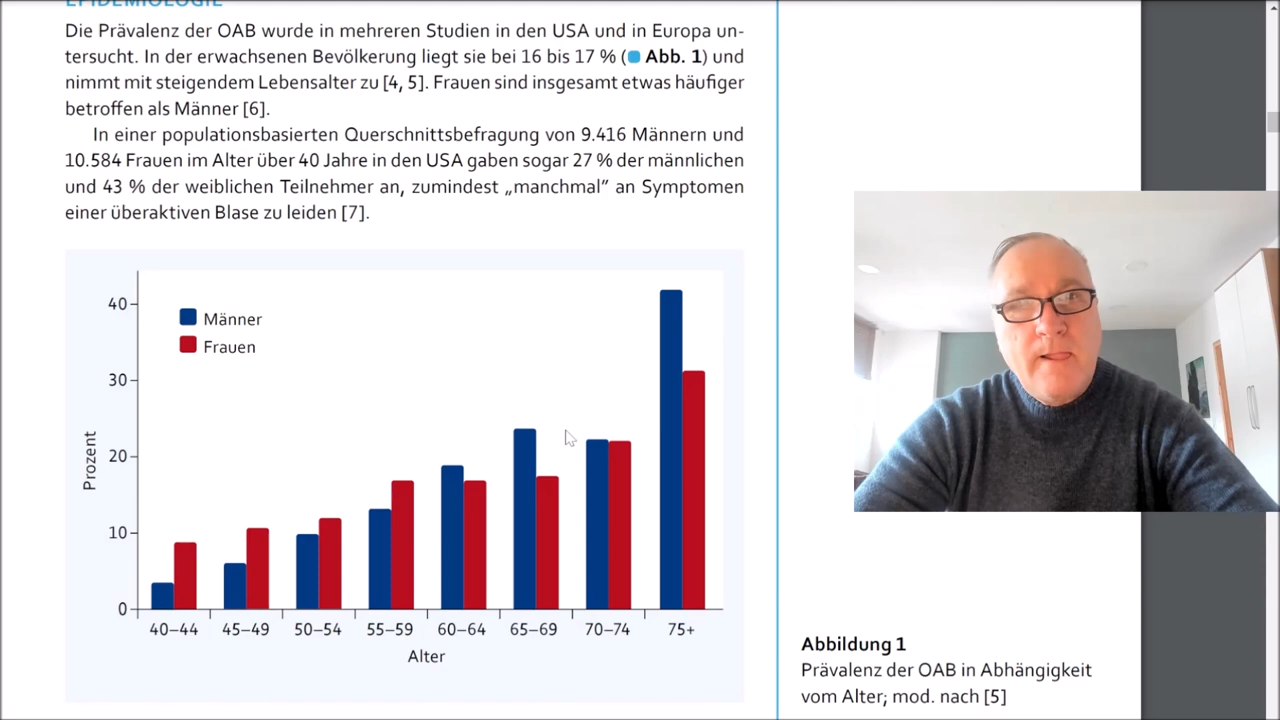 EPIDEMIOLOGIE
Die Prävalenz der OAB wurde in mehreren Studien in den USA und in Europa un-
tersucht. In der erwachsenen Bevölkerung liegt sie bei 16 bis 17 % (Abb. 1) und
nimmt mit steigendem Lebensalter zu [4, 5]. Frauen sind insgesamt etwas häufiger
betroffen als Männer [6].
In einer populationsbasierten Querschnittsbefragung von 9.416 Männern und
10.584 Frauen im Alter über 40 Jahre in den USA gaben sogar 27 % der männlichen
und 43 % der weiblichen Teilnehmer an, zumindest „manchmal“ an Symptomen
einer überaktiven Blase zu leiden [7].
Männer
Frauen
40
30
20
10
0
Prozent
40–44 45–49 50–54 55–59 60–64 65–69 70–74 75+
Alter
Abbildung 1
Prävalenz der OAB in Abhängigkeit
vom Alter; mod. nach [5]